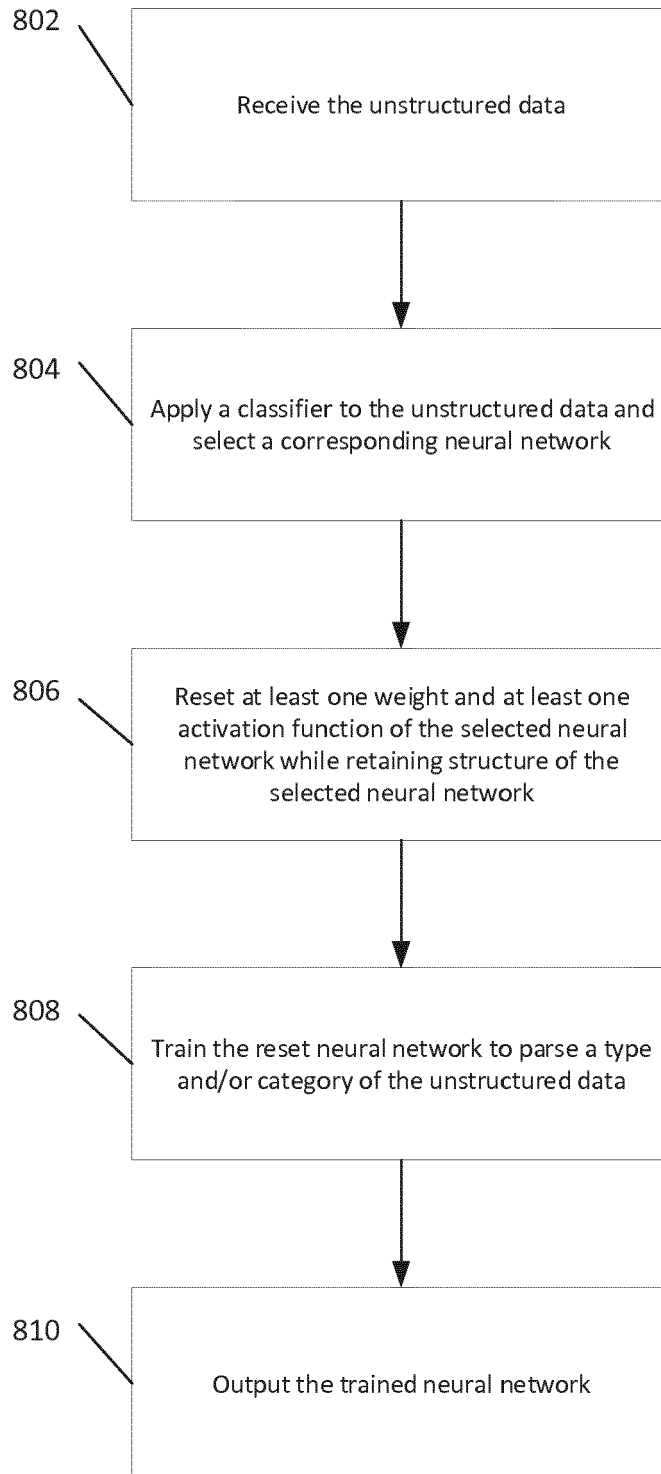 802
Receive the unstructured data
804
Apply a classifier to the unstructured data and
select a corresponding neural network
806
Reset at least one weight and at least one
activation function of the selected neural
network while retaining structure of the
selected neural network
808
Train the reset neural network to parse a type
and/or category of the unstructured data
810
Output the trained neural network